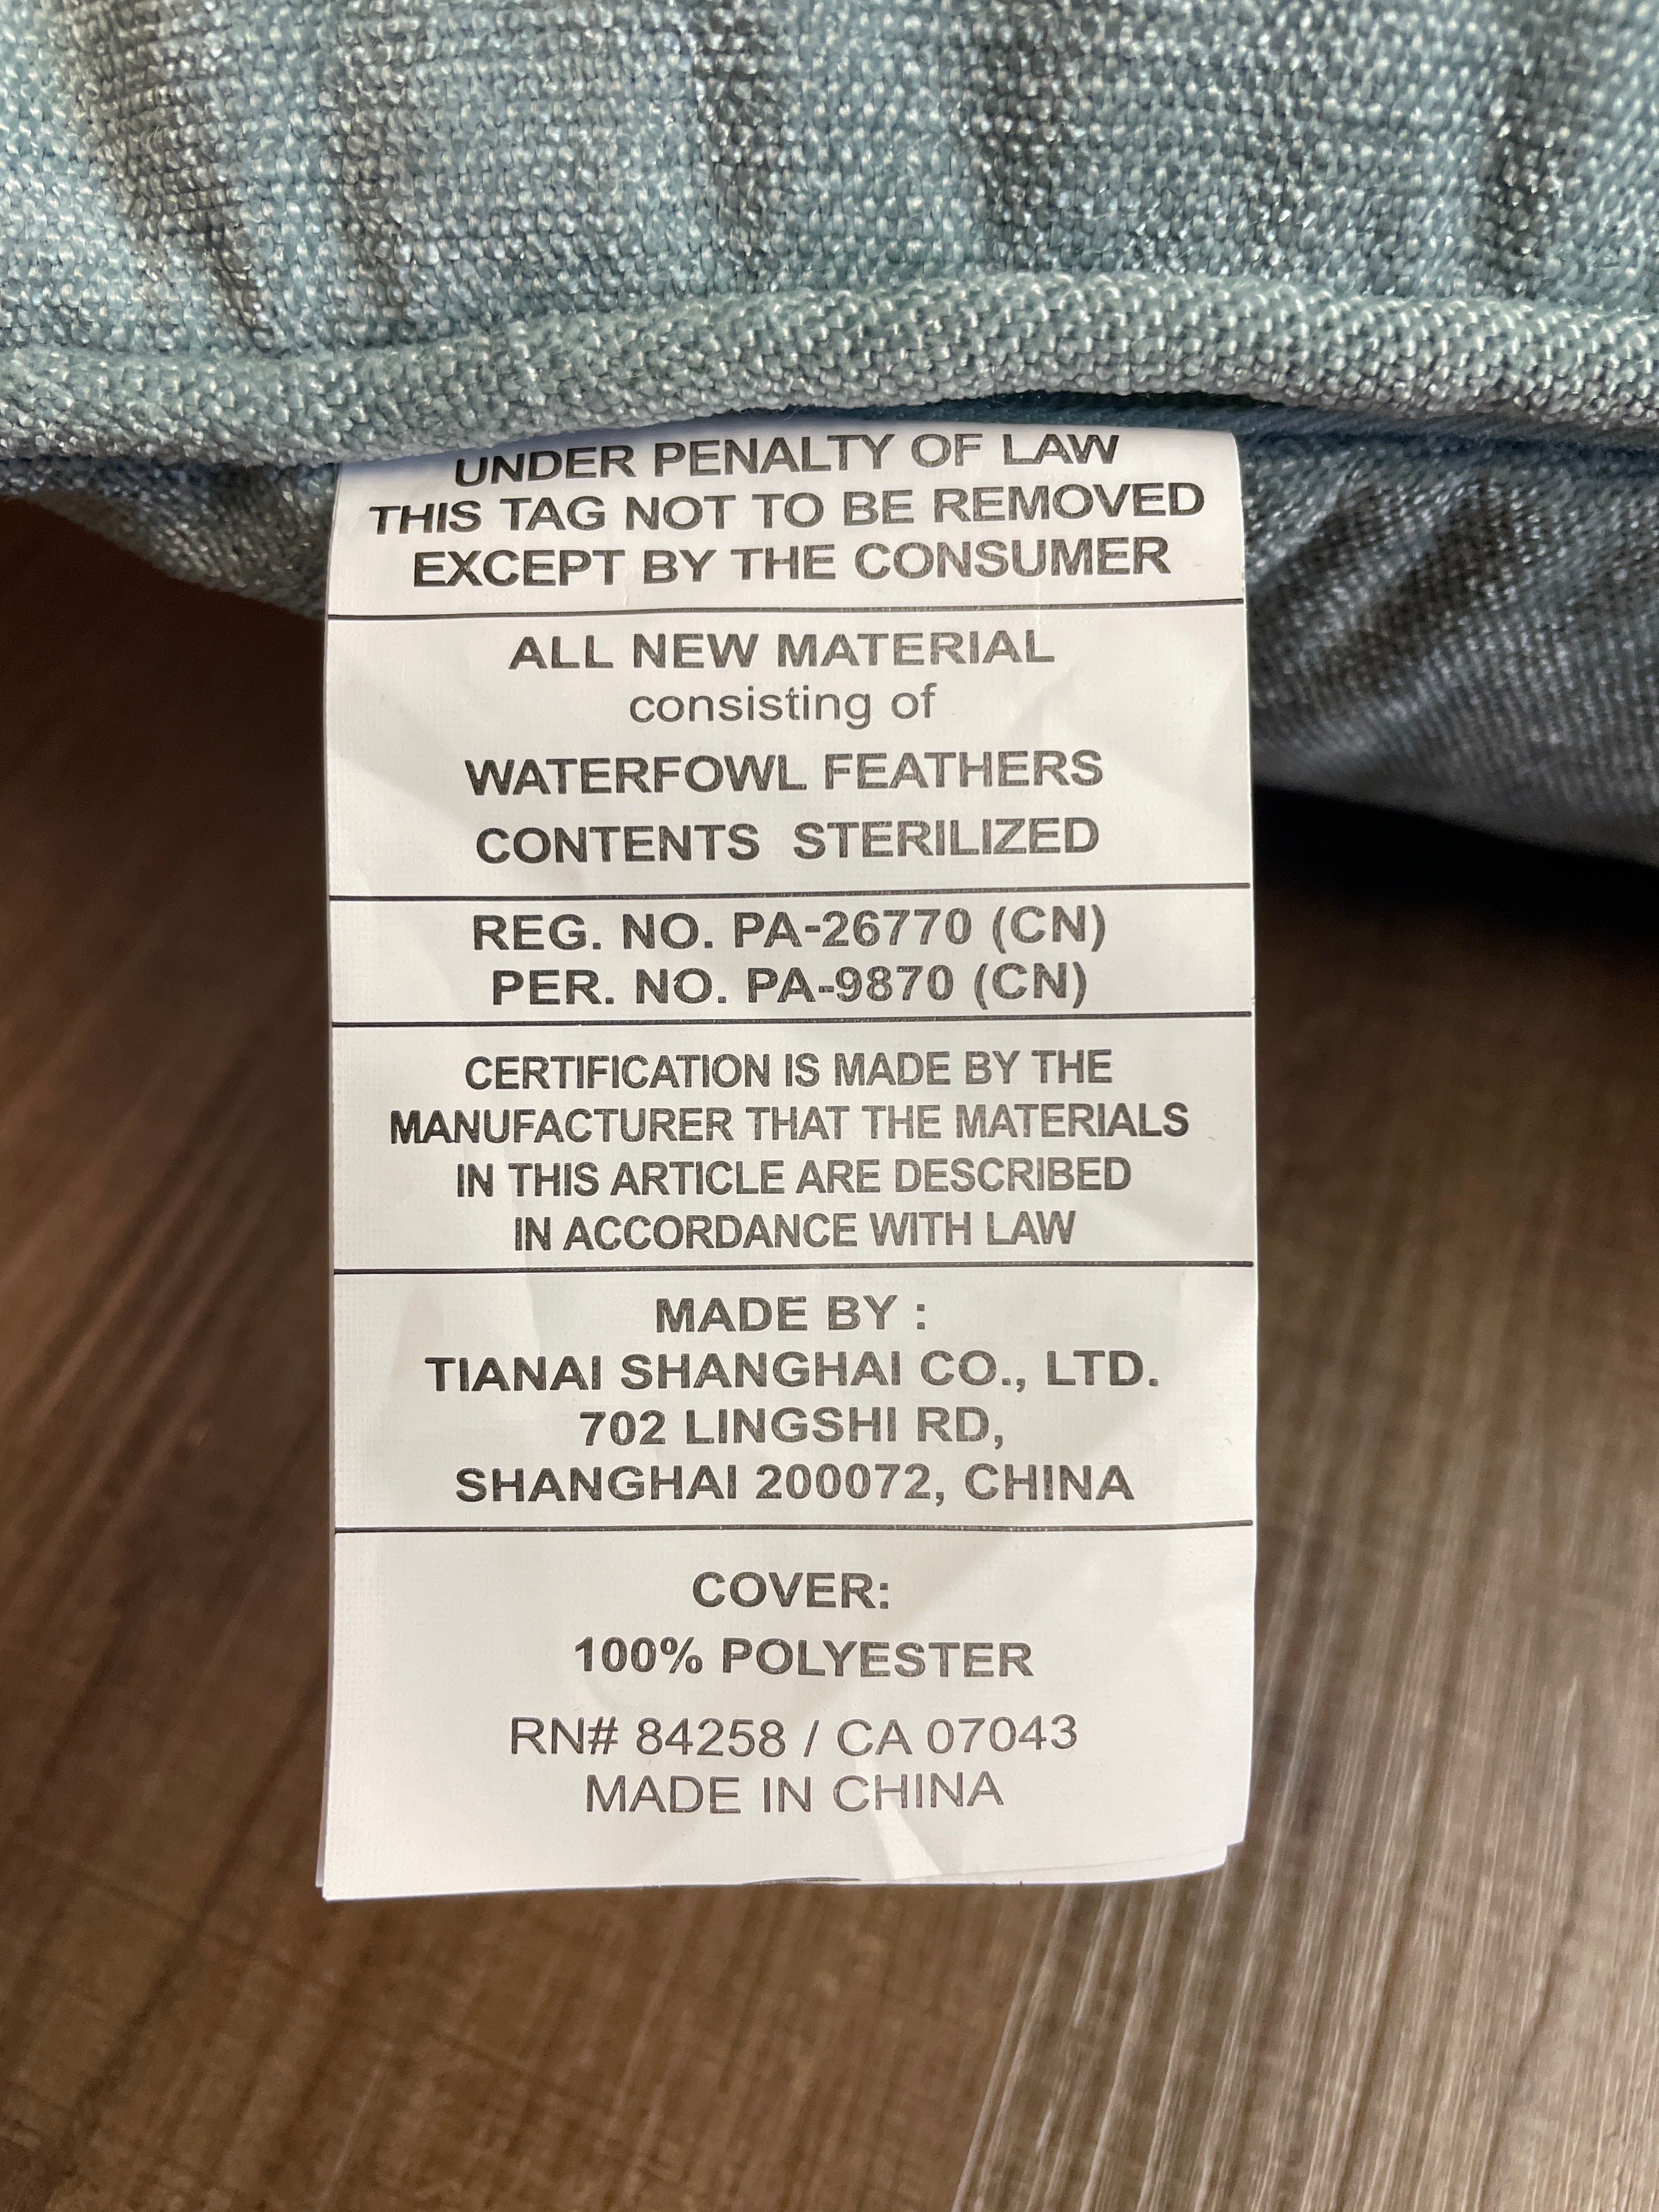 UNDER PENALTY OF LAW
THIS TAG NOT TO BE REMOVED
EXCEPT BY THE CONSUMER
ALL NEW MATERIAL
consisting of
WATERFOWL FEATHERS
CONTENTS STERILIZED
REG. NO. PA-26770 (CN)
PER. NO. PA-9870 (CN)
CERTIFICATION IS MADE BY THE
MANUFACTURER THAT THE MATERIALS
IN THIS ARTICLE ARE DESCRIBED
IN ACCORDANCE WITH LAW
MADE BY :
TIANAI SHANGHAI CO., LTD.
702 LINGSHI RD,
SHANGHAI 200072, CHINA
COVER:
100% POLYESTER
RN# 84258 / CA 07043
MADE IN CHINA